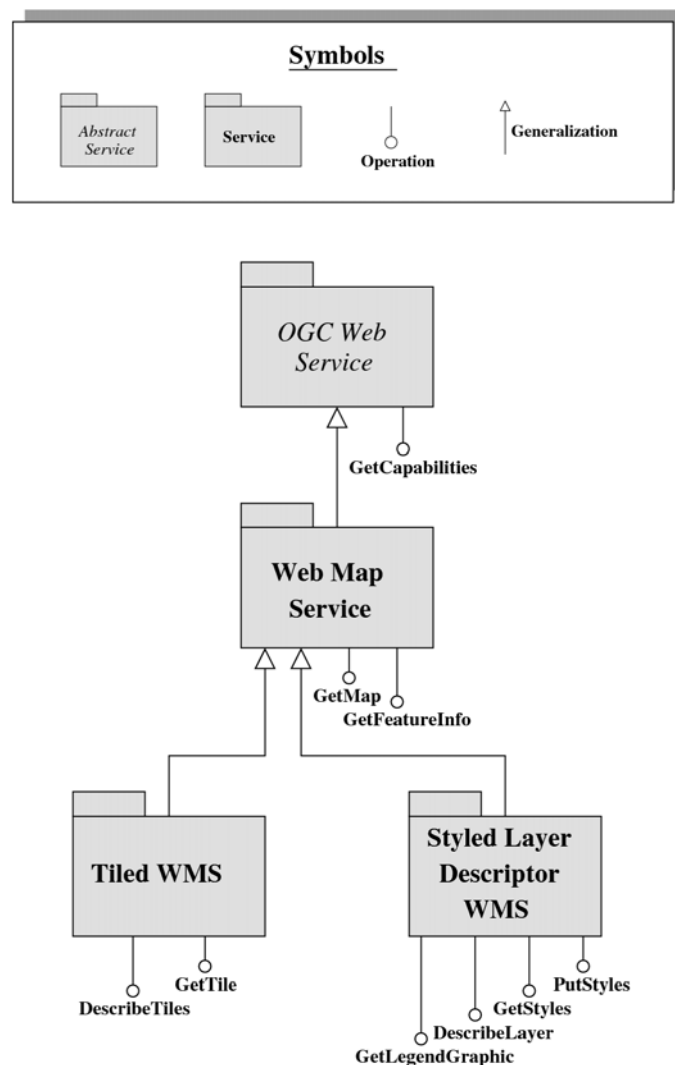 Symbols
Abstract
Service
Service
Operation
Generalization
OGC Web
Service
GetCapabilities
Web Map
Service
GetMap
GetFeatureInfo
Tiled WMS
GetTile
DescribeTiles
Styled Layer
Descriptor
WMS
PutStyles
GetStyles
DescribeLayer
GetLegendGraphic